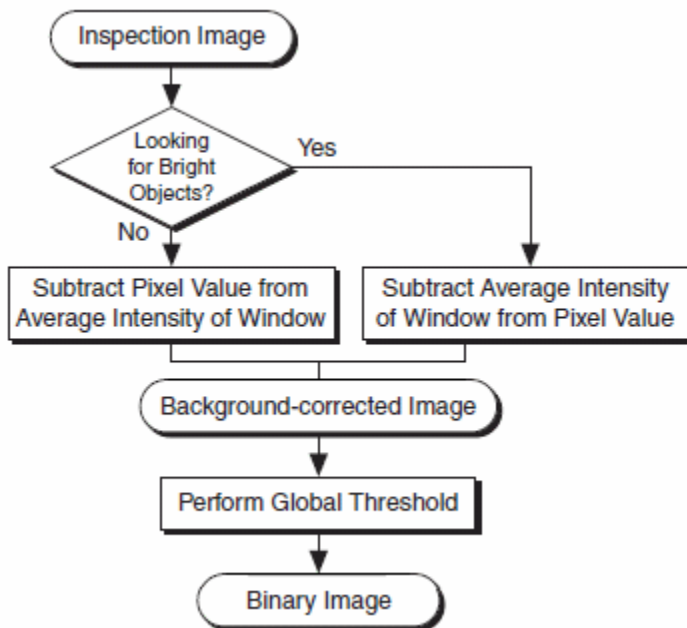 Inspection Image
Looking
for Bright
Objects?
Yes
No
Subtract Pixel Value from
Average Intensity of Window
Subtract Average Intensity
of Window from Pixel Value
Background-corrected Image
Perform Global Threshold
Binary Image